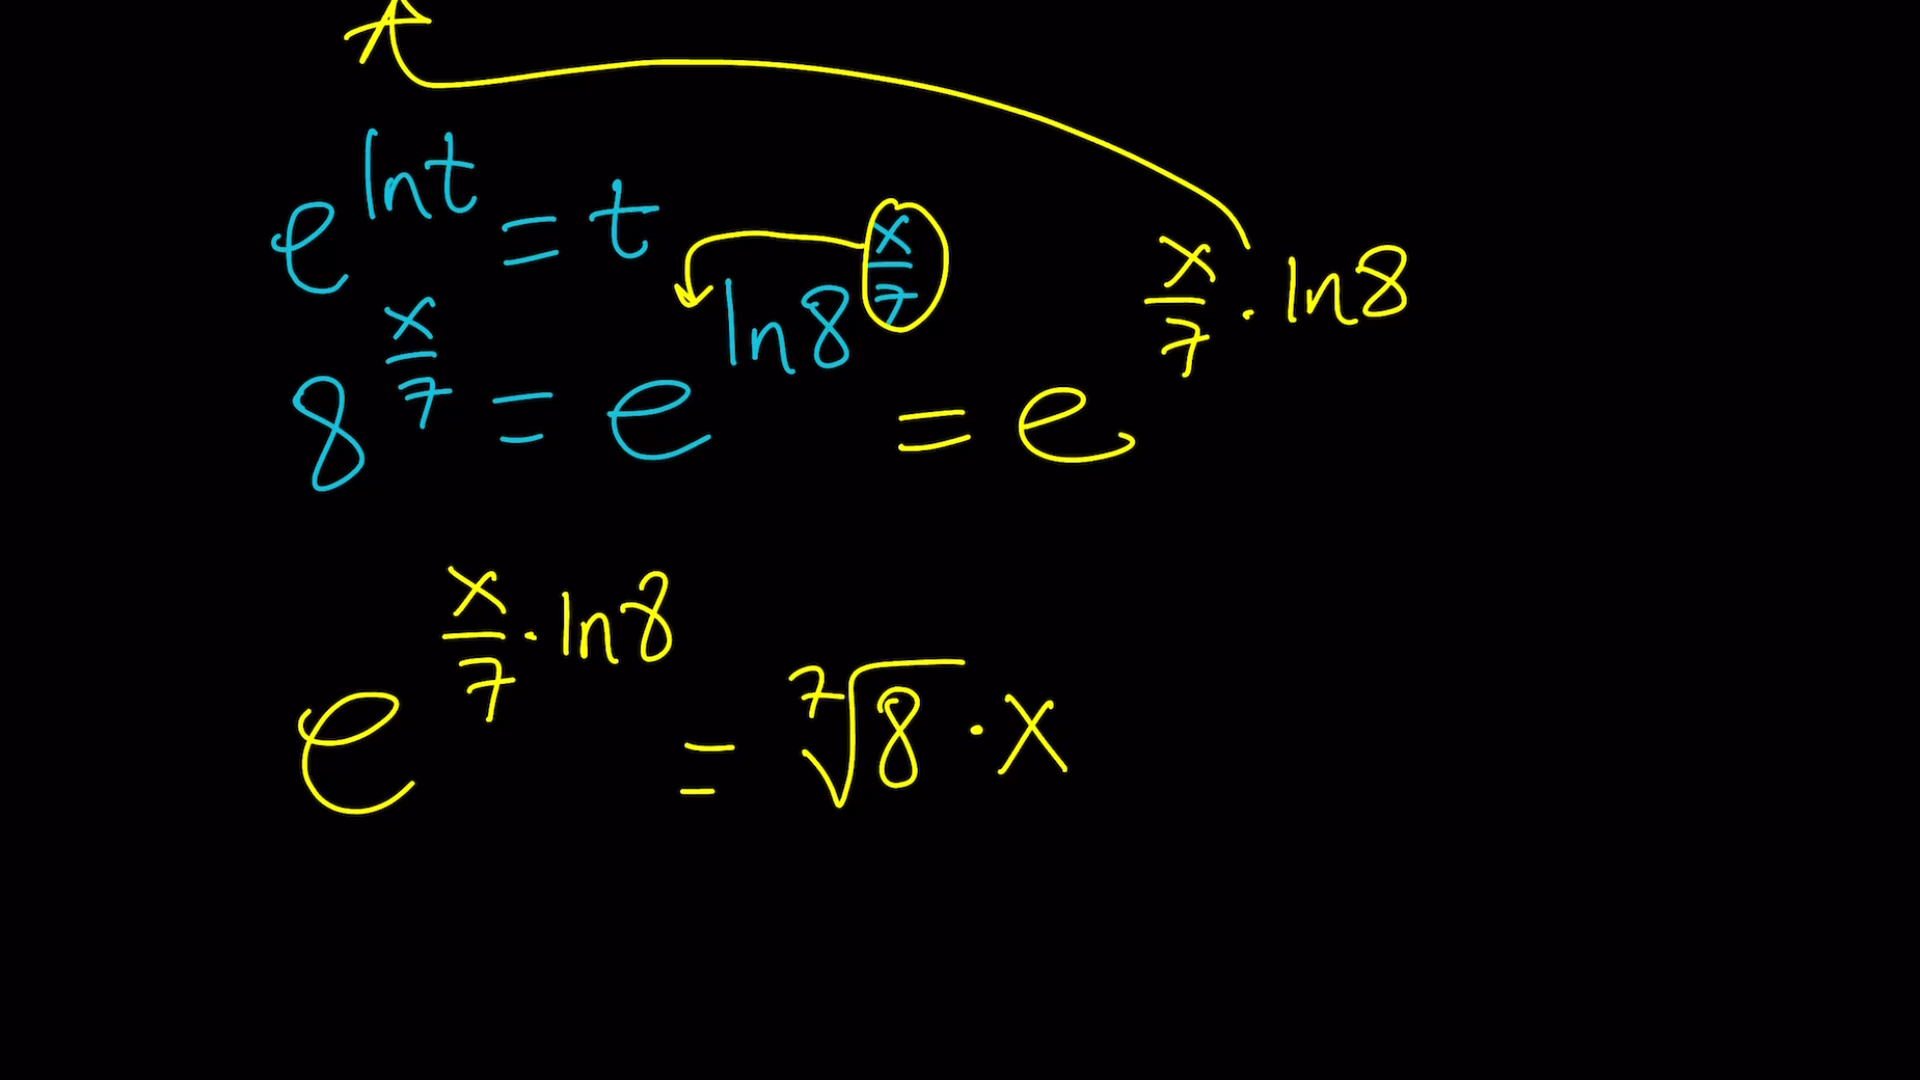 e^{ln t} = t
8^{x/7} = e^{ln 8^{x/7}} = e^{x/7 · ln 8}
e^{x/7 · ln 8} = ⁷√8 · x